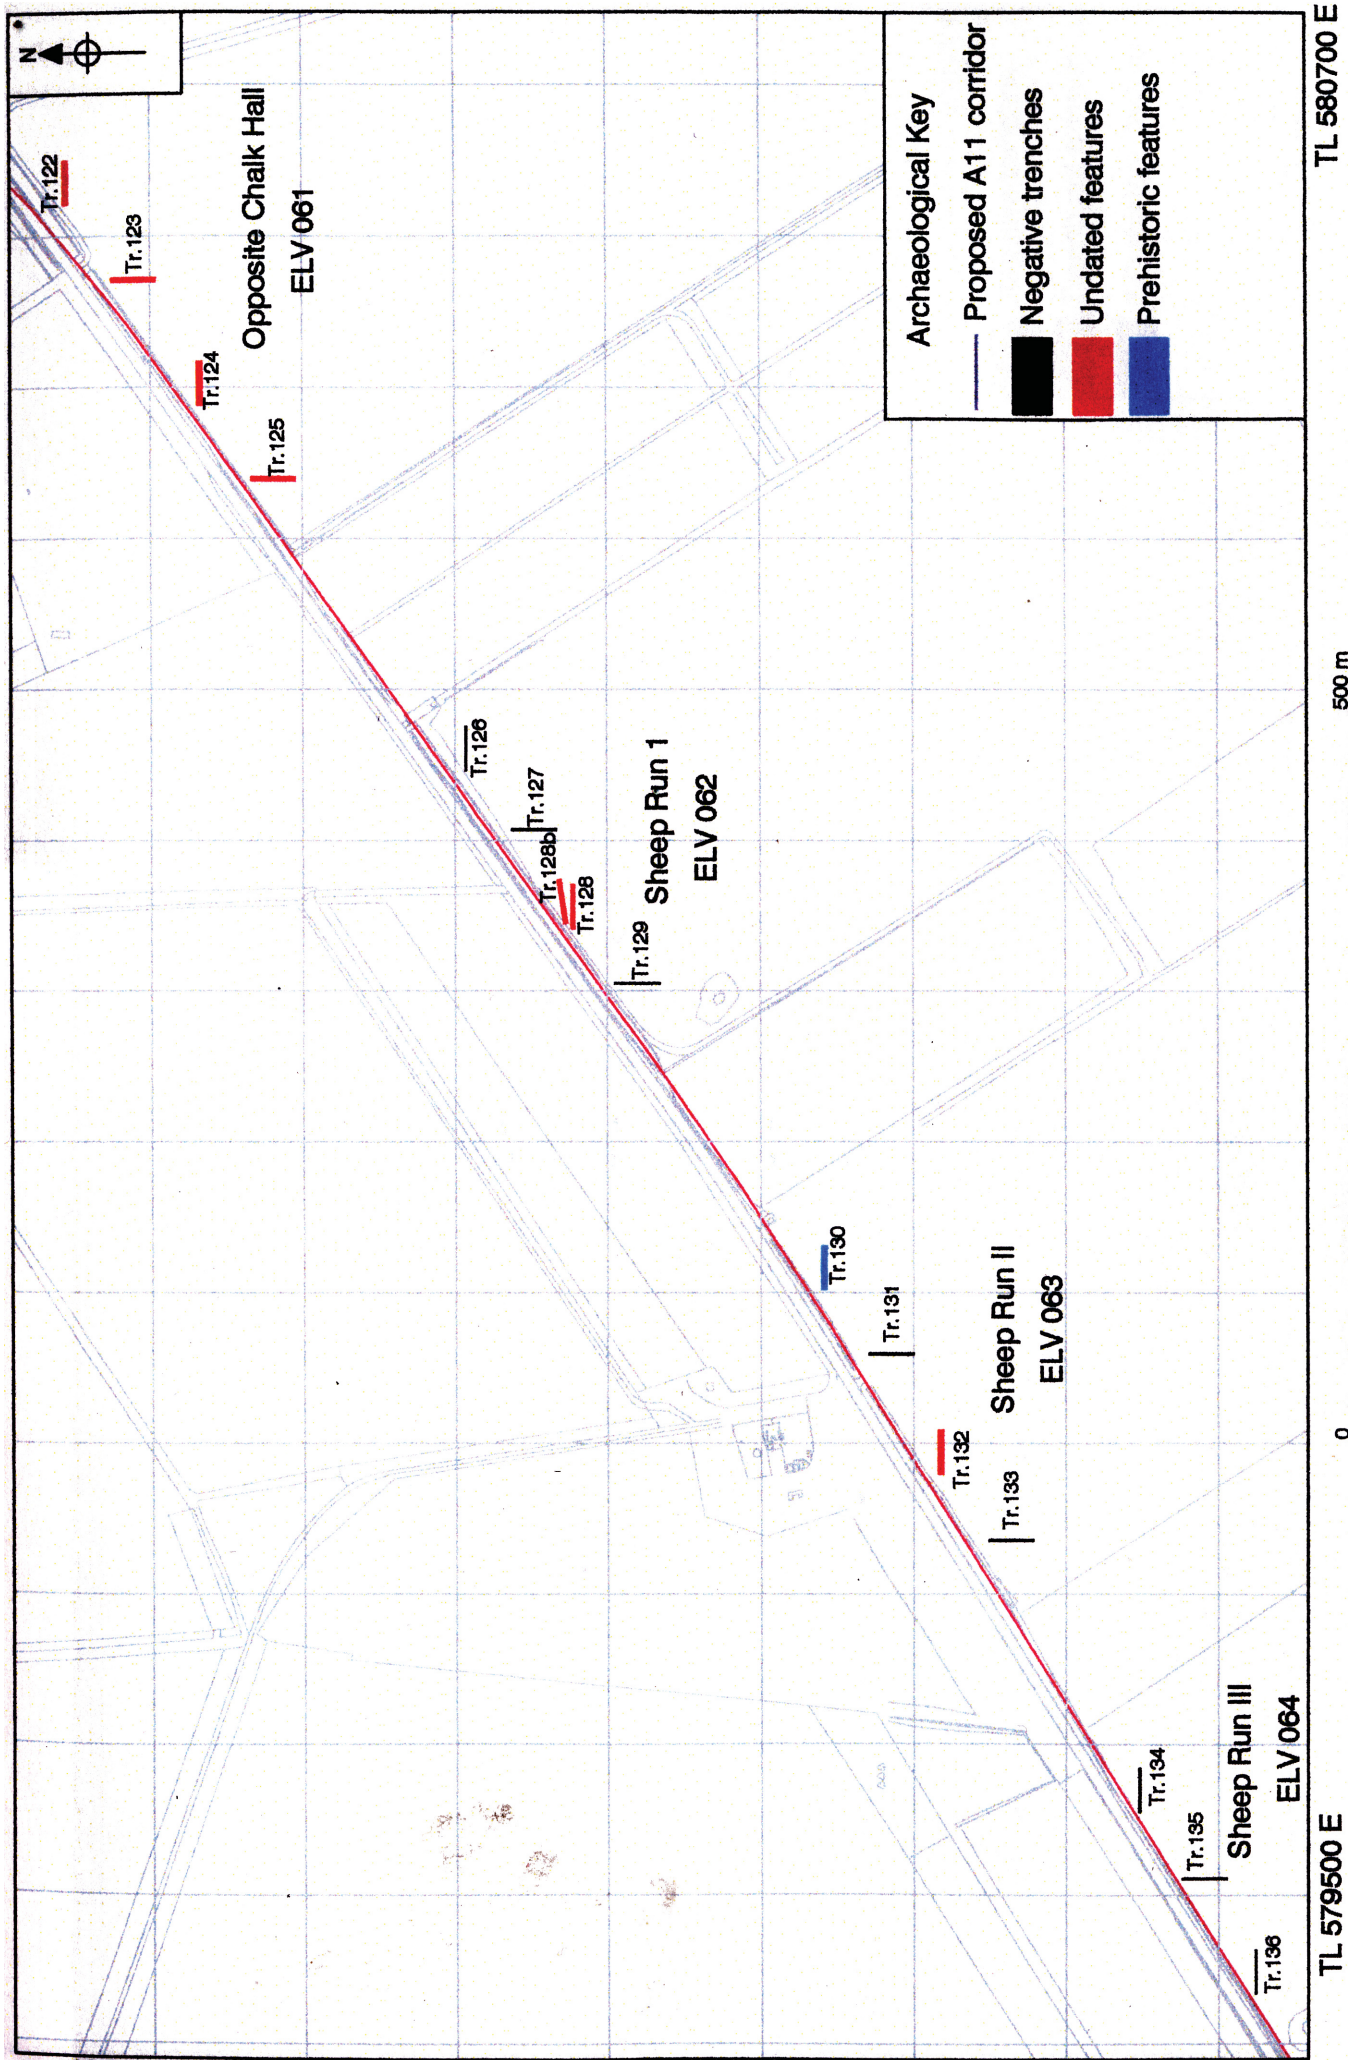 N
Tr.122
Tr.123
Opposite Chalk Hall
ELV 061
Tr.124
Tr.125
Tr.126
Tr.127
Tr.128b
Tr.128
Sheep Run 1
ELV 062
Tr.129
Tr.130
Tr.131
Sheep Run II
ELV 063
Tr.132
Tr.133
Tr.134
Tr.135
Sheep Run III
ELV 064
Tr.136
Archaeological Key
Proposed A11 corridor
Negative trenches
Undated features
Prehistoric features
TL 579500 E
0
500 m
TL 580700 E